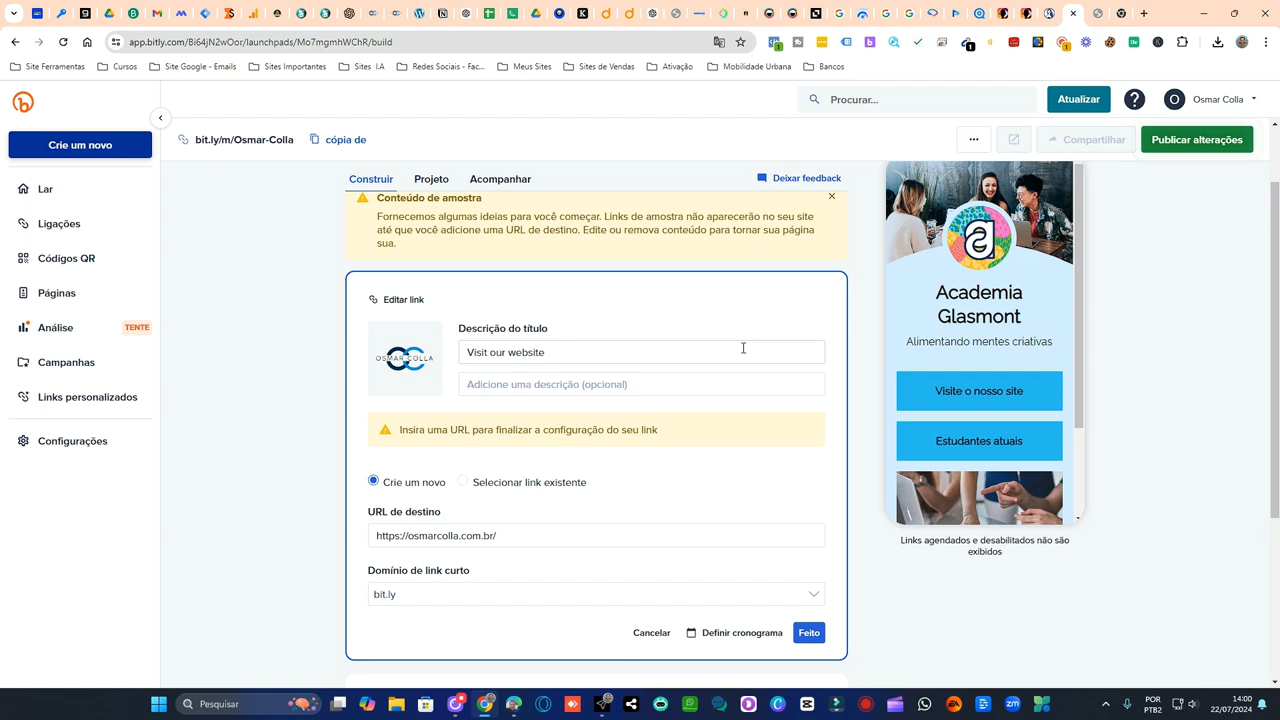 app.bitly.com/Bi64jN2wOor/launchpads/Mo7mgmhWChR/build
Site Ferramentas
Cursos
Site Google - Emails
Sites Importantes
Sites I.A
Redes Sociais - Fac...
Meus Sites
Sites de Vendas
Ativação
Mobilidade Urbana
Bancos
Procurar...
Atualizar
?
O
Osmar Colla
Crie um novo
bit.ly/m/Osmar-Colla
cópia de
Compartilhar
Publicar alterações
Lar
Ligações
Códigos QR
Páginas
Análise
TENTE
Campanhas
Links personalizados
Configurações
Construir
Projeto
Acompanhar
Deixar feedback
Conteúdo de amostra
Fornecemos algumas ideias para você começar. Links de amostra não aparecerão no seu site
até que você adicione uma URL de destino. Edite ou remova conteúdo para tornar sua página
sua.
Editar link
OSMAR COLLA
Descrição do título
Visit our website
Adicione uma descrição (opcional)
Insira uma URL para finalizar a configuração do seu link
Crie um novo
Selecionar link existente
URL de destino
https://osmarcolla.com.br/
Domínio de link curto
bit.ly
Cancelar
Definir cronograma
Feito
Academia
Glasmont
Alimentando mentes criativas
Visite o nosso site
Estudantes atuais
Links agendados e desabilitados não são
exibidos
Pesquisar
POR
PTB2
14:00
22/07/2024